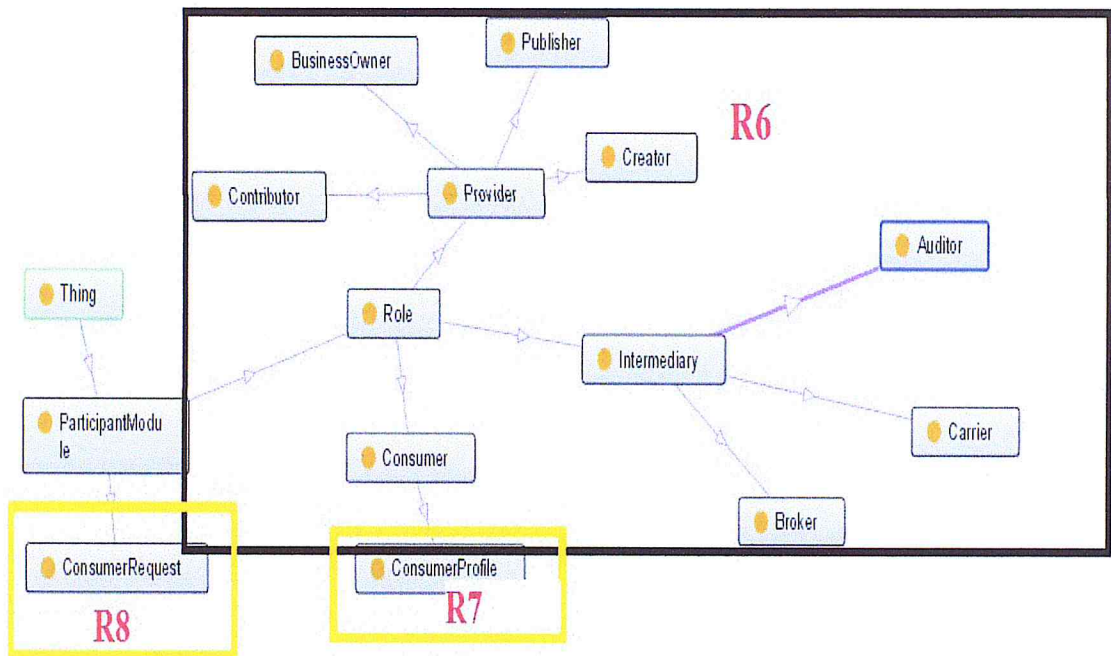 Publisher
BusinessOwner
R6
Creator
Contributor
Provider
Auditor
Thing
Role
Intermediary
ParticipantModu
le
Carrier
Consumer
Broker
ConsumerRequest
ConsumerProfile
R8
R7